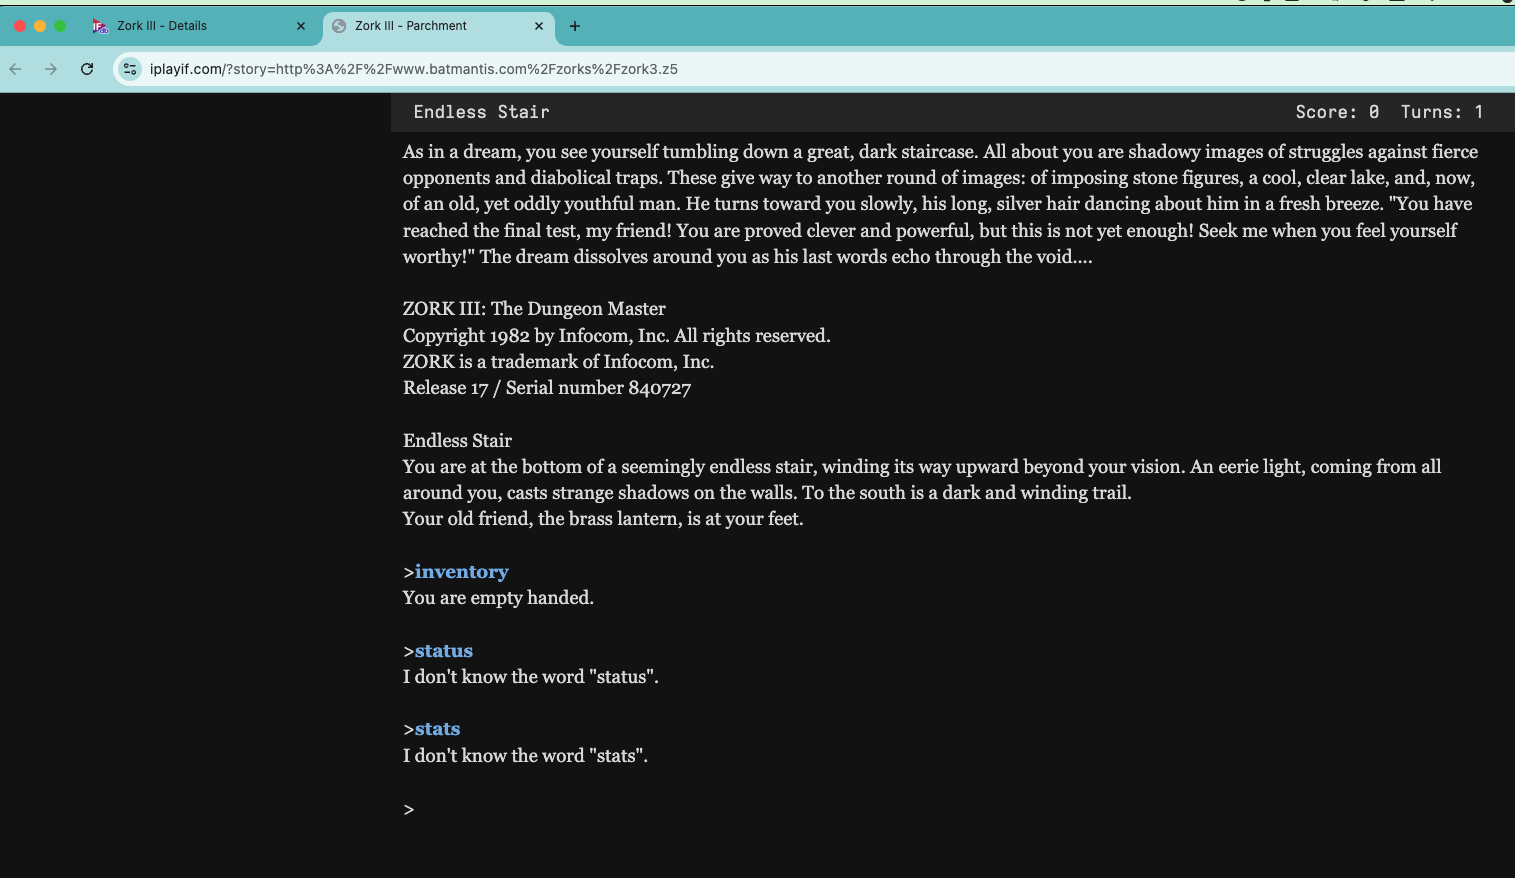 Zork III - Details
Zork III - Parchment
iplayif.com/?story=http%3A%2F%2Fwww.batmantis.com%2Fzorks%2Fzork3.z5
Endless Stair Score: 0 Turns: 1
As in a dream, you see yourself tumbling down a great, dark staircase. All about you are shadowy images of struggles against fierce
opponents and diabolical traps. These give way to another round of images: of imposing stone figures, a cool, clear lake, and, now,
of an old, yet oddly youthful man. He turns toward you slowly, his long, silver hair dancing about him in a fresh breeze. "You have
reached the final test, my friend! You are proved clever and powerful, but this is not yet enough! Seek me when you feel yourself
worthy!" The dream dissolves around you as his last words echo through the void....
ZORK III: The Dungeon Master
Copyright 1982 by Infocom, Inc. All rights reserved.
ZORK is a trademark of Infocom, Inc.
Release 17 / Serial number 840727
Endless Stair
You are at the bottom of a seemingly endless stair, winding its way upward beyond your vision. An eerie light, coming from all
around you, casts strange shadows on the walls. To the south is a dark and winding trail.
Your old friend, the brass lantern, is at your feet.
>inventory
You are empty handed.
>status
I don't know the word "status".
>stats
I don't know the word "stats".
>